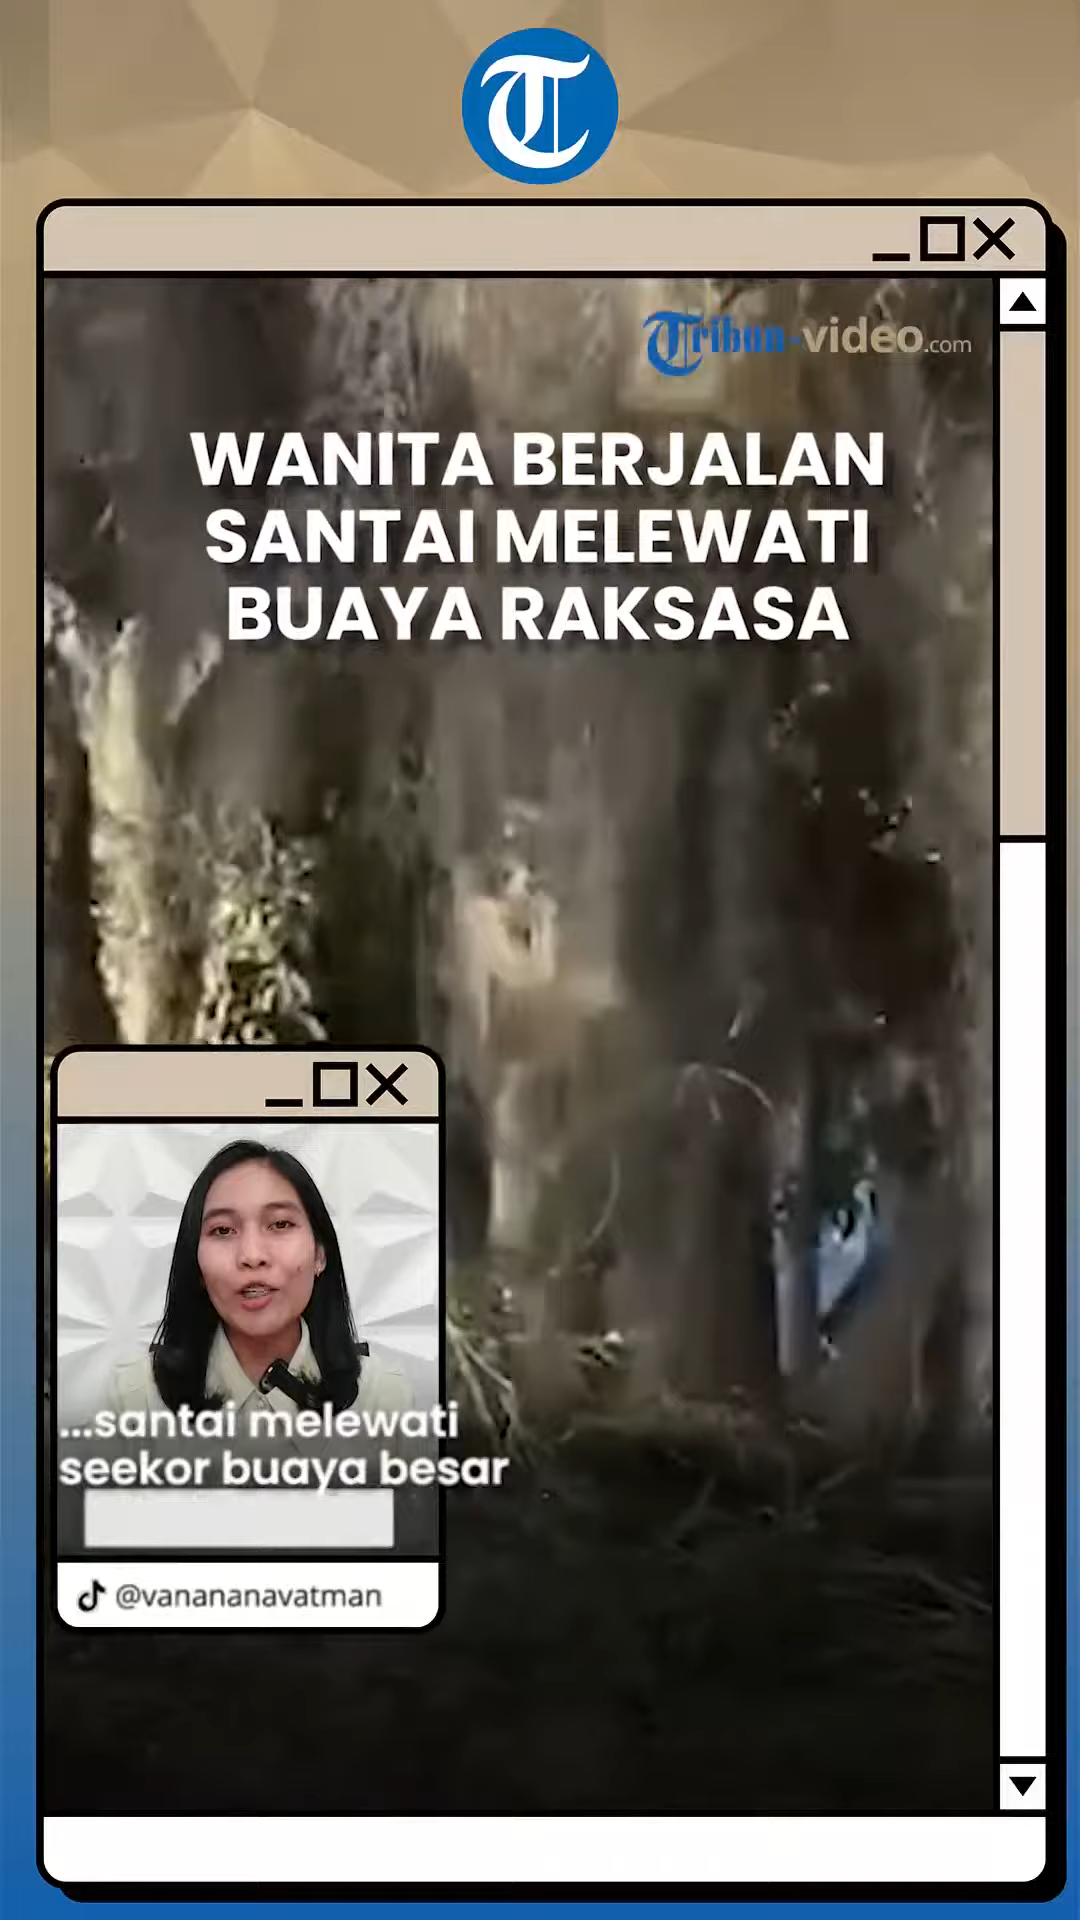 T
Tribun-video.com
WANITA BERJALAN
SANTAI MELEWATI
BUAYA RAKSASA
...santai melewati
seekor buaya besar
@vanananavatman